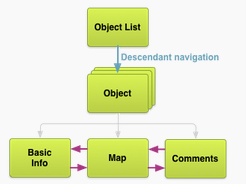 Object List
Descendant navigation
Object
Basic
Info
Map
Comments